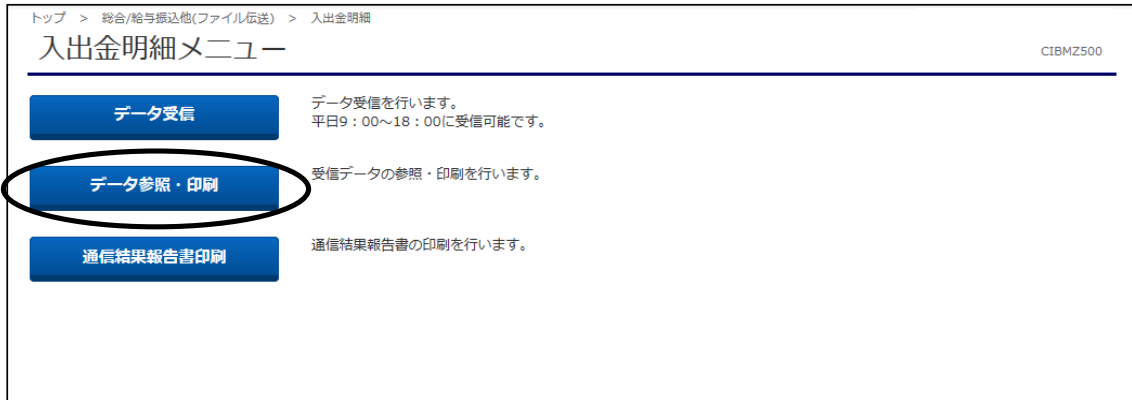 トップ > 総合/給与振込他(ファイル伝送) > 入出金明細
入出金明細メニュー
CIBMZ500
データ受信
データ受信を行います。
平日9：00～18：00に受信可能です。
データ参照・印刷
受信データの参照・印刷を行います。
通信結果報告書印刷
通信結果報告書の印刷を行います。